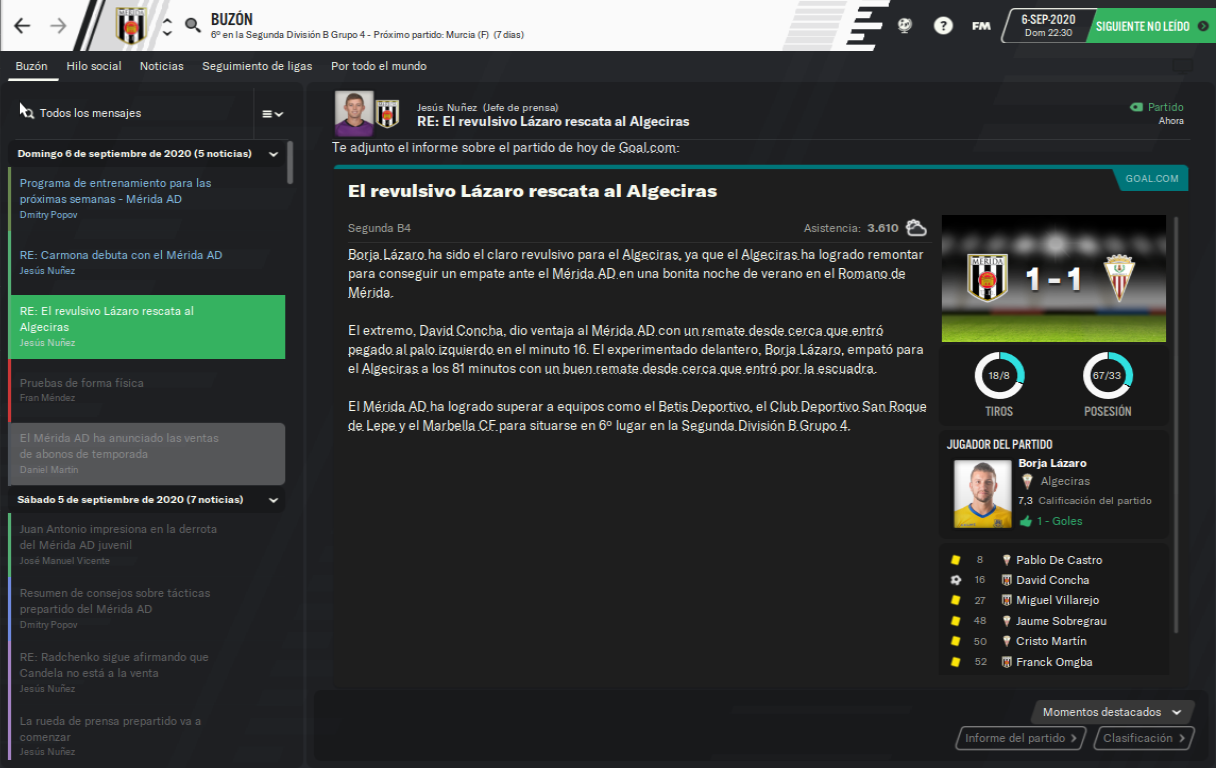 BUZÓN
6º en la Segunda División B Grupo 4 - Próximo partido: Murcia (F) (7 días)
?
FM
6-SEP-2020
Dom 22:30
SIGUIENTE NO LEÍDO
Buzón
Hilo social
Noticias
Seguimiento de ligas
Por todo el mundo
Todos los mensajes
Domingo 6 de septiembre de 2020 (5 noticias)
Programa de entrenamiento para las
próximas semanas - Mérida AD
Dmitry Popov
RE: Carmona debuta con el Mérida AD
Jesús Nuñez
RE: El revulsivo Lázaro rescata al
Algeciras
Jesús Nuñez
Pruebas de forma física
Fran Méndez
El Mérida AD ha anunciado las ventas
de abonos de temporada
Daniel Martín
Sábado 5 de septiembre de 2020 (7 noticias)
Juan Antonio impresiona en la derrota
del Mérida AD juvenil
José Manuel Vicente
Resumen de consejos sobre tácticas
prepartido del Mérida AD
Dmitry Popov
RE: Radchenko sigue afirmando que
Candela no está a la venta
Jesús Nuñez
La rueda de prensa prepartido va a
comenzar
Jesús Nuñez
Jesús Nuñez (Jefe de prensa)
RE: El revulsivo Lázaro rescata al Algeciras
Partido
Ahora
Te adjunto el informe sobre el partido de hoy de Goal.com:
GOAL.COM
El revulsivo Lázaro rescata al Algeciras
Segunda B4
Asistencia: 3.610
Borja Lázaro ha sido el claro revulsivo para el Algeciras, ya que el Algeciras ha logrado remontar
para conseguir un empate ante el Mérida AD en una bonita noche de verano en el Romano de
Mérida.
El extremo, David Concha, dio ventaja al Mérida AD con un remate desde cerca que entró
pegado al palo izquierdo en el minuto 16. El experimentado delantero, Borja Lázaro, empató para
el Algeciras a los 81 minutos con un buen remate desde cerca que entró por la escuadra.
El Mérida AD ha logrado superar a equipos como el Betis Deportivo, el Club Deportivo San Roque
de Lepe y el Marbella CF para situarse en 6º lugar en la Segunda División B Grupo 4.
MÉRIDA
1 - 1
18/8
TIROS
67/33
POSESIÓN
JUGADOR DEL PARTIDO
Borja Lázaro
Algeciras
7,3 Calificación del partido
1 - Goles
8 Pablo De Castro
16 David Concha
27 Miguel Villarejo
48 Jaume Sobregrau
50 Cristo Martín
52 Franck Omgba
Momentos destacados
Informe del partido
Clasificación